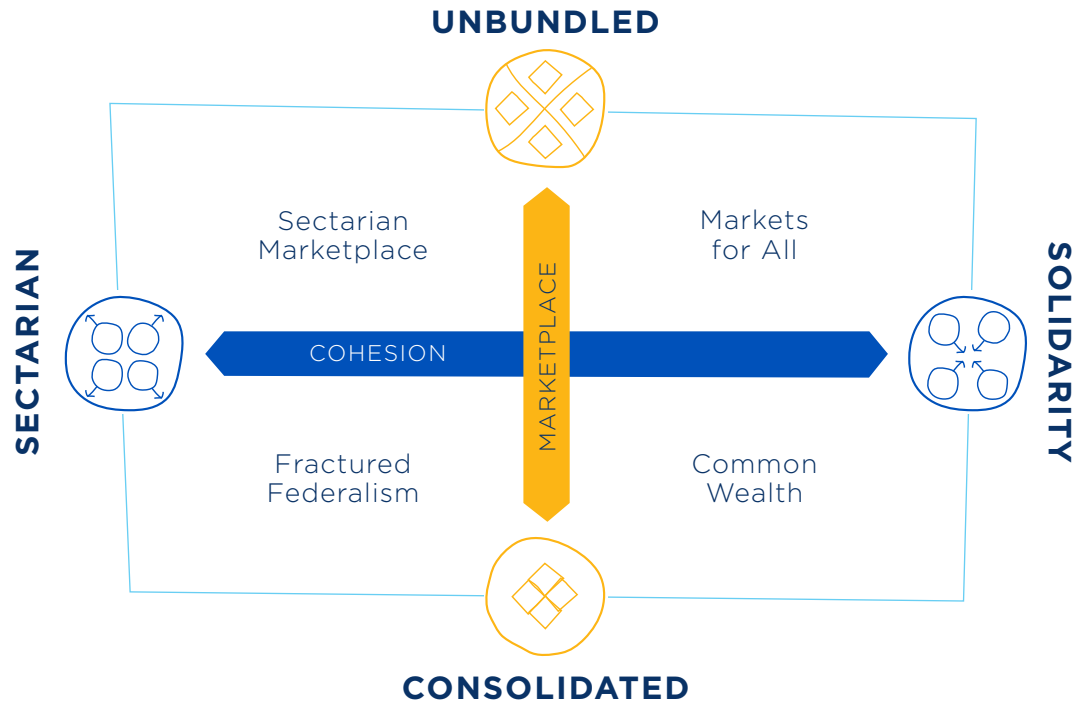 UNBUNDLED
Sectarian
Marketplace
Markets
for All
SECTARIAN
COHESION
MARKETPLACE
SOLIDARITY
Fractured
Federalism
Common
Wealth
CONSOLIDATED